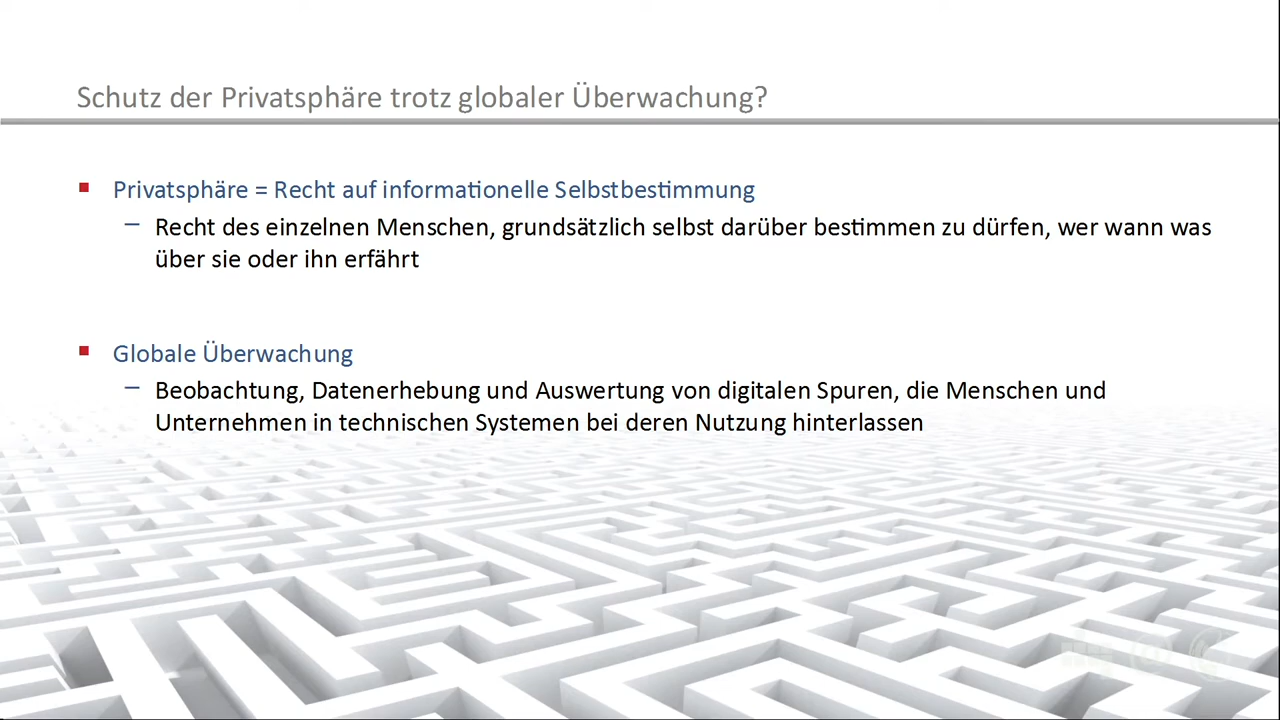 Schutz der Privatsphäre trotz globaler Überwachung?
Privatsphäre = Recht auf informationelle Selbstbestimmung
– Recht des einzelnen Menschen, grundsätzlich selbst darüber bestimmen zu dürfen, wer wann was
über sie oder ihn erfährt
Globale Überwachung
– Beobachtung, Datenerhebung und Auswertung von digitalen Spuren, die Menschen und
Unternehmen in technischen Systemen bei deren Nutzung hinterlassen